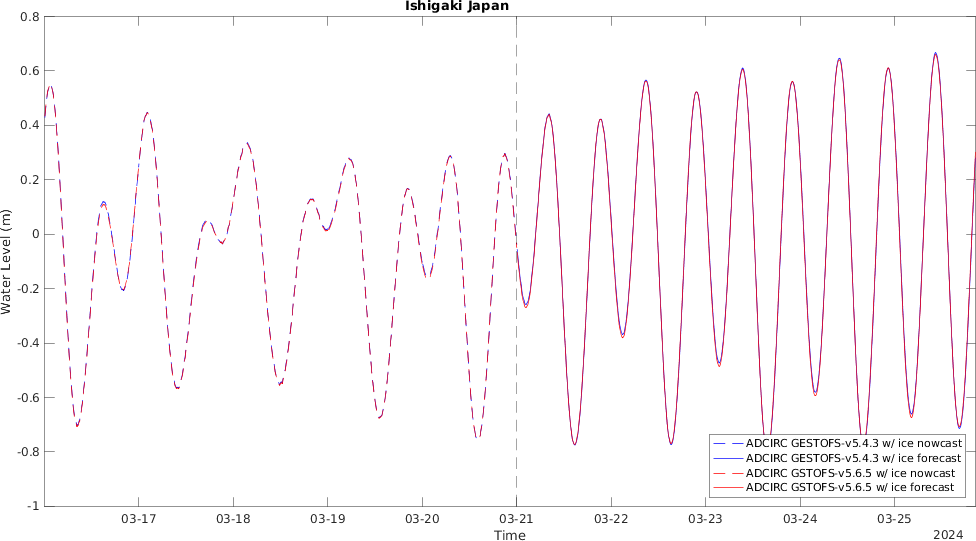 Ishigaki Japan
Water Level (m)
0.8
0.6
0.4
0.2
0
-0.2
-0.4
-0.6
-0.8
-1
ADCIRC GESTOFS-v5.4.3 w/ ice nowcast
ADCIRC GESTOFS-v5.4.3 w/ ice forecast
ADCIRC GSTOFS-v5.6.5 w/ ice nowcast
ADCIRC GSTOFS-v5.6.5 w/ ice forecast
03-17 03-18 03-19 03-20 03-21 03-22 03-23 03-24 03-25
Time
2024